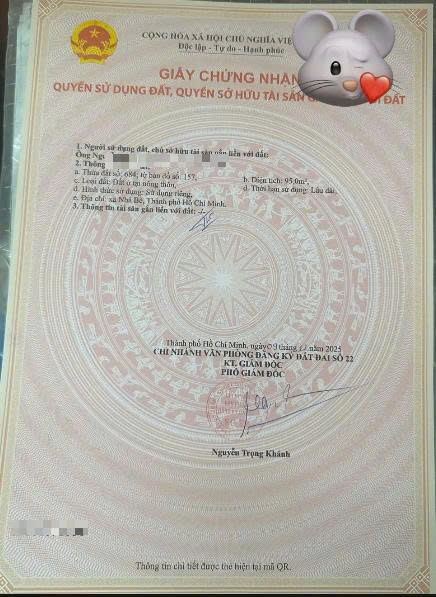 CỘNG HÒA XÃ HỘI CHỦ NGHĨA VIỆ
Độc lập - Tự do - Hạnh phúc
GIẤY CHỨNG NHẬN
QUYỀN SỬ DỤNG ĐẤT, QUYỀN SỞ HỮU TÀI SẢN ĐẤT
1. Người sử dụng đất, chủ sở hữu tài sản gắn liền với đất:
Ông
2. Thông
a. Thửa đất số: 684; tờ bản đồ số: 157,
b. Diện tích: 95,0m²,
c. Loại đất: Đất ở tại nông thôn,
d. Thời hạn sử dụng: Lâu dài,
đ. Hình thức sử dụng: Sử dụng riêng,
e. Địa chỉ: xã Nhà Bè, Thành phố Hồ Chí Minh.
3. Thông tin tài sản gắn liền với đất: -/-
Thành phố Hồ Chí Minh, ngày 09 tháng 12 năm 2025
CHI NHÁNH VĂN PHÒNG ĐĂNG KÝ ĐẤT ĐAI SỐ 22
KT. GIÁM ĐỐC
PHÓ GIÁM ĐỐC
Nguyễn Trọng Khánh
Thông tin chi tiết được thể hiện tại mã QR.